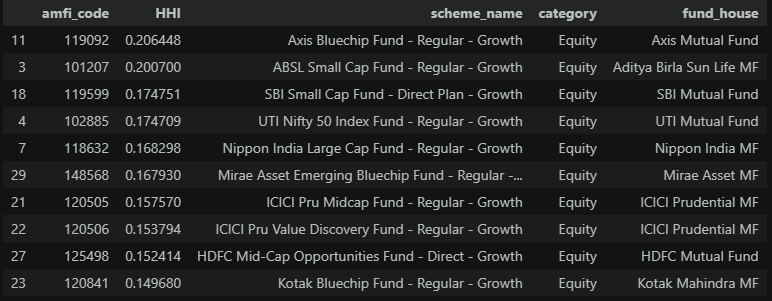 amfi_code HHI scheme_name category fund_house
11 119092 0.206448 Axis Bluechip Fund - Regular - Growth Equity Axis Mutual Fund
3 101207 0.200700 ABSL Small Cap Fund - Regular - Growth Equity Aditya Birla Sun Life MF
18 119599 0.174751 SBI Small Cap Fund - Direct Plan - Growth Equity SBI Mutual Fund
4 102885 0.174709 UTI Nifty 50 Index Fund - Regular - Growth Equity UTI Mutual Fund
7 118632 0.168298 Nippon India Large Cap Fund - Regular - Growth Equity Nippon India MF
29 148568 0.167930 Mirae Asset Emerging Bluechip Fund - Regular -... Equity Mirae Asset MF
21 120505 0.157570 ICICI Pru Midcap Fund - Regular - Growth Equity ICICI Prudential MF
22 120506 0.153794 ICICI Pru Value Discovery Fund - Regular - Growth Equity ICICI Prudential MF
27 125498 0.152414 HDFC Mid-Cap Opportunities Fund - Direct - Growth Equity HDFC Mutual Fund
23 120841 0.149680 Kotak Bluechip Fund - Regular - Growth Equity Kotak Mahindra MF